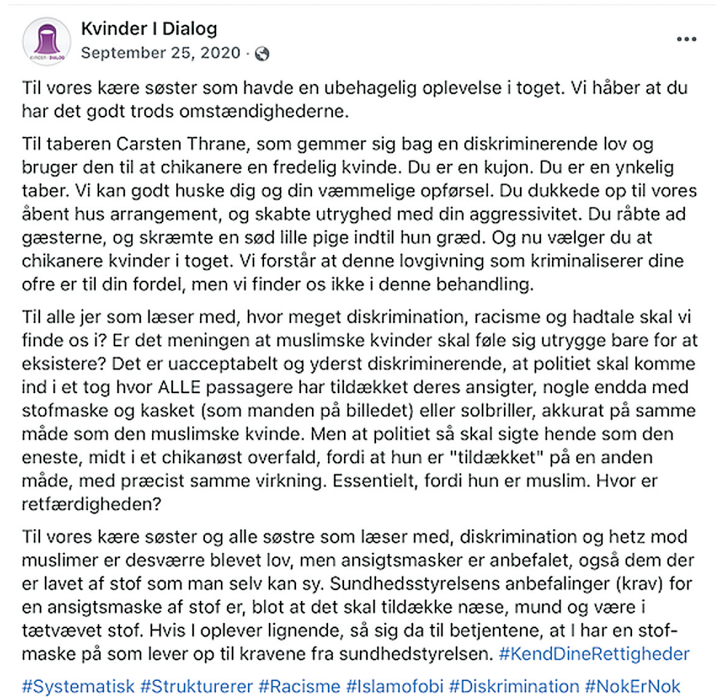 Kvinder I Dialog
September 25, 2020 ·
KVINDER I DIALOG
Til vores kære søster som havde en ubehagelig oplevelse i toget. Vi håber at du
har det godt trods omstændighederne.
Til taberen Carsten Thrane, som gemmer sig bag en diskriminerende lov og
bruger den til at chikanere en fredelig kvinde. Du er en kujon. Du er en ynkelig
taber. Vi kan godt huske dig og din væmmelige opførsel. Du dukkede op til vores
åbent hus arrangement, og skabte utryghed med din aggressivitet. Du råbte ad
gæsterne, og skræmte en sød lille pige indtil hun græd. Og nu vælger du at
chikanere kvinder i toget. Vi forstår at denne lovgivning som kriminaliserer dine
ofre er til din fordel, men vi finder os ikke i denne behandling.
Til alle jer som læser med, hvor meget diskrimination, racisme og hadtale skal vi
finde os i? Er det meningen at muslimske kvinder skal føle sig utrygge bare for at
eksistere? Det er uacceptabelt og yderst diskriminerende, at politiet skal komme
ind i et tog hvor ALLE passagere har tildækket deres ansigter, nogle endda med
stofmaske og kasket (som manden på billedet) eller solbriller, akkurat på samme
måde som den muslimske kvinde. Men at politiet så skal sigte hende som den
eneste, midt i et chikanøst overfald, fordi at hun er "tildækket" på en anden
måde, med præcist samme virkning. Essentielt, fordi hun er muslim. Hvor er
retfærdigheden?
Til vores kære søster og alle søstre som læser med, diskrimination og hetz mod
muslimer er desværre blevet lov, men ansigtsmasker er anbefalet, også dem der
er lavet af stof som man selv kan sy. Sundhedsstyrelsens anbefalinger (krav) for
en ansigtsmaske af stof er, blot at det skal tildække næse, mund og være i
tætvævet stof. Hvis I oplever lignende, så sig da til betjentene, at I har en stof-
maske på som lever op til kravene fra sundhedstyrelsen. #KendDineRettigheder
#Systematisk #Strukturerer #Racisme #Islamofobi #Diskrimination #NokErNok